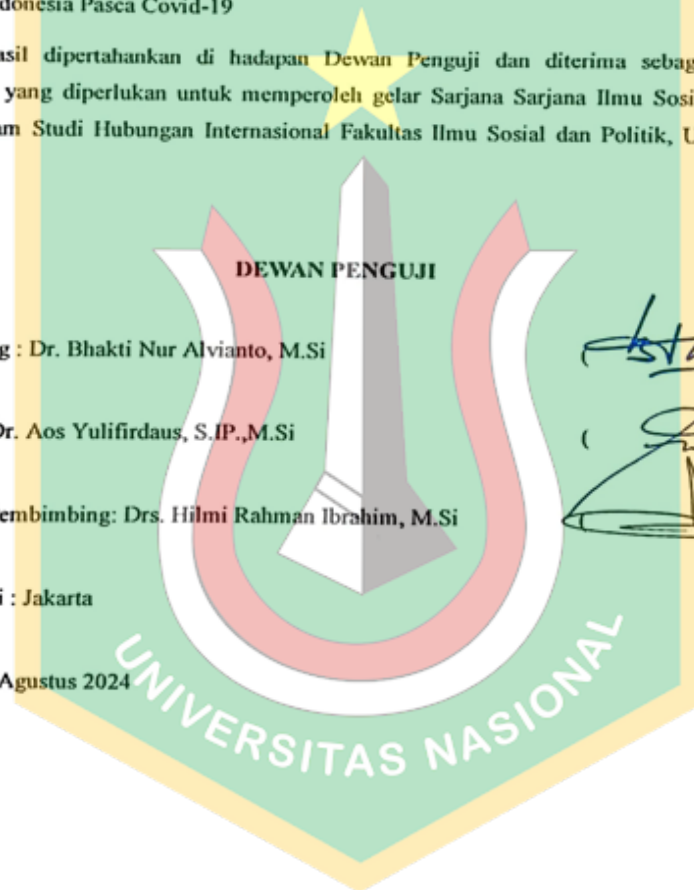 donesia Pasca Covid-19
asil dipertahankan di hadapan Dewan Penguji dan diterima sebag
yang diperlukan untuk memperoleh gelar Sarjana Sarjana Ilmu Sosi
am Studi Hubungan Internasional Fakultas Ilmu Sosial dan Politik, U
DEWAN PENGUJI
g : Dr. Bhakti Nur Alvianto, M.Si (
Dr. Aos Yulifirdaus, S.IP.,M.Si (
embimbing: Drs. Hilmi Rahman Ibrahim, M.Si (
i : Jakarta
Agustus 2024
UNIVERSITAS NASIONAL